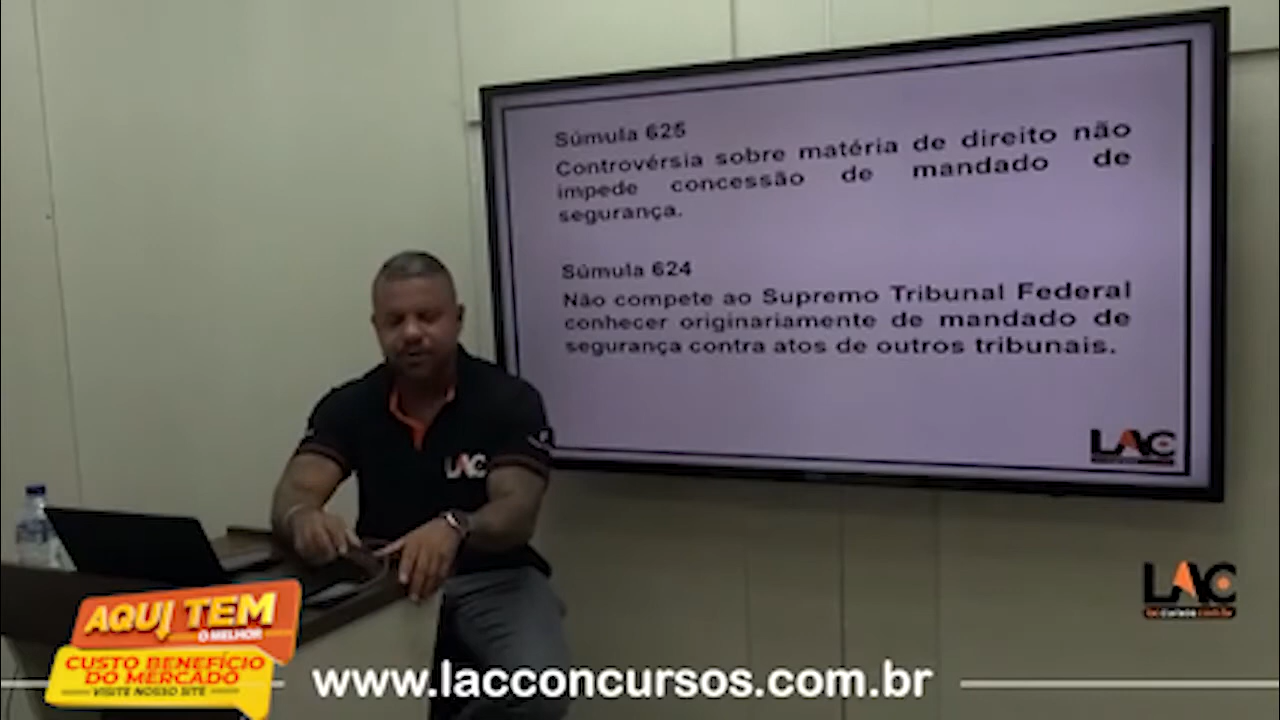 Súmula 625
Controvérsia sobre matéria de direito não
impede concessão de mandado de
segurança.
Súmula 624
Não compete ao Supremo Tribunal Federal
conhecer originariamente de mandado de
segurança contra atos de outros tribunais.
LAC
LAC
LAC
AQUI TEM
O MELHOR
CUSTO BENEFÍCIO
DO MERCADO
VISITE NOSSO SITE
www.lacconcursos.com.br